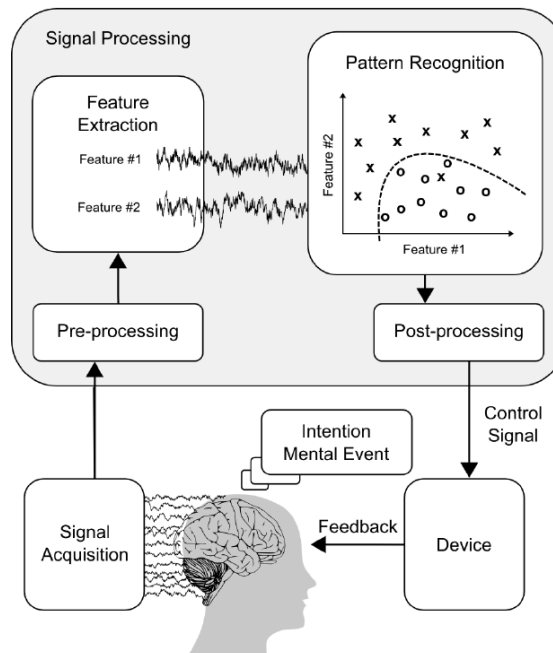 Signal Processing
Feature
Extraction
Feature #1
Feature #2
Pattern Recognition
Feature #2
Feature #1
Pre-processing
Post-processing
Control
Signal
Intention
Mental Event
Signal
Acquisition
Feedback
Device